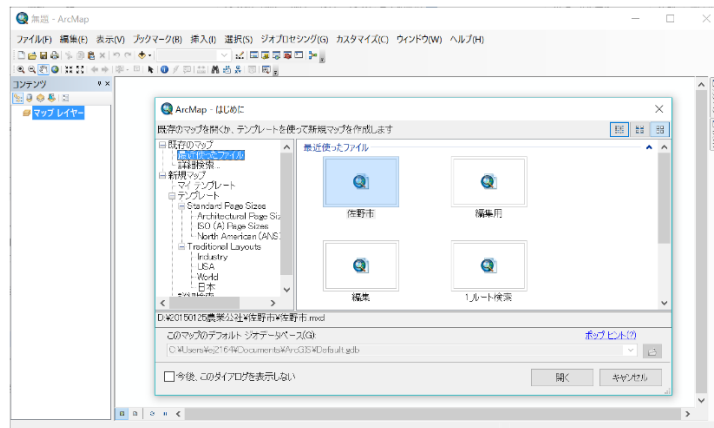 無題 - ArcMap
ファイル(F) 編集(E) 表示(V) ブックマーク(B) 挿入(I) 選択(S) ジオプロセシング(G) カスタマイズ(C) ウィンドウ(W) ヘルプ(H)
コンテンツ
マップ レイヤー
ArcMap - はじめに
既存のマップを開くか、テンプレートを使って新規マップを作成します
既存のマップ
最近使ったファイル
詳細検索...
新規マップ
マイ テンプレート
テンプレート
Standard Page Sizes
Architectural Page Siz
ISO (A) Page Sizes
North American (ANS
Traditional Layouts
Industry
USA
World
日本
最近使ったファイル
佐野市
編集用
編集
1_ルート検索
D:¥20150125農業公社¥佐野市¥佐野市.mxd
このマップのデフォルト ジオデータベース(G):
ポップ ヒント(?)
C:¥Users¥ej2164¥Documents¥ArcGIS¥Default.gdb
今後、このダイアログを表示しない
開く
キャンセル